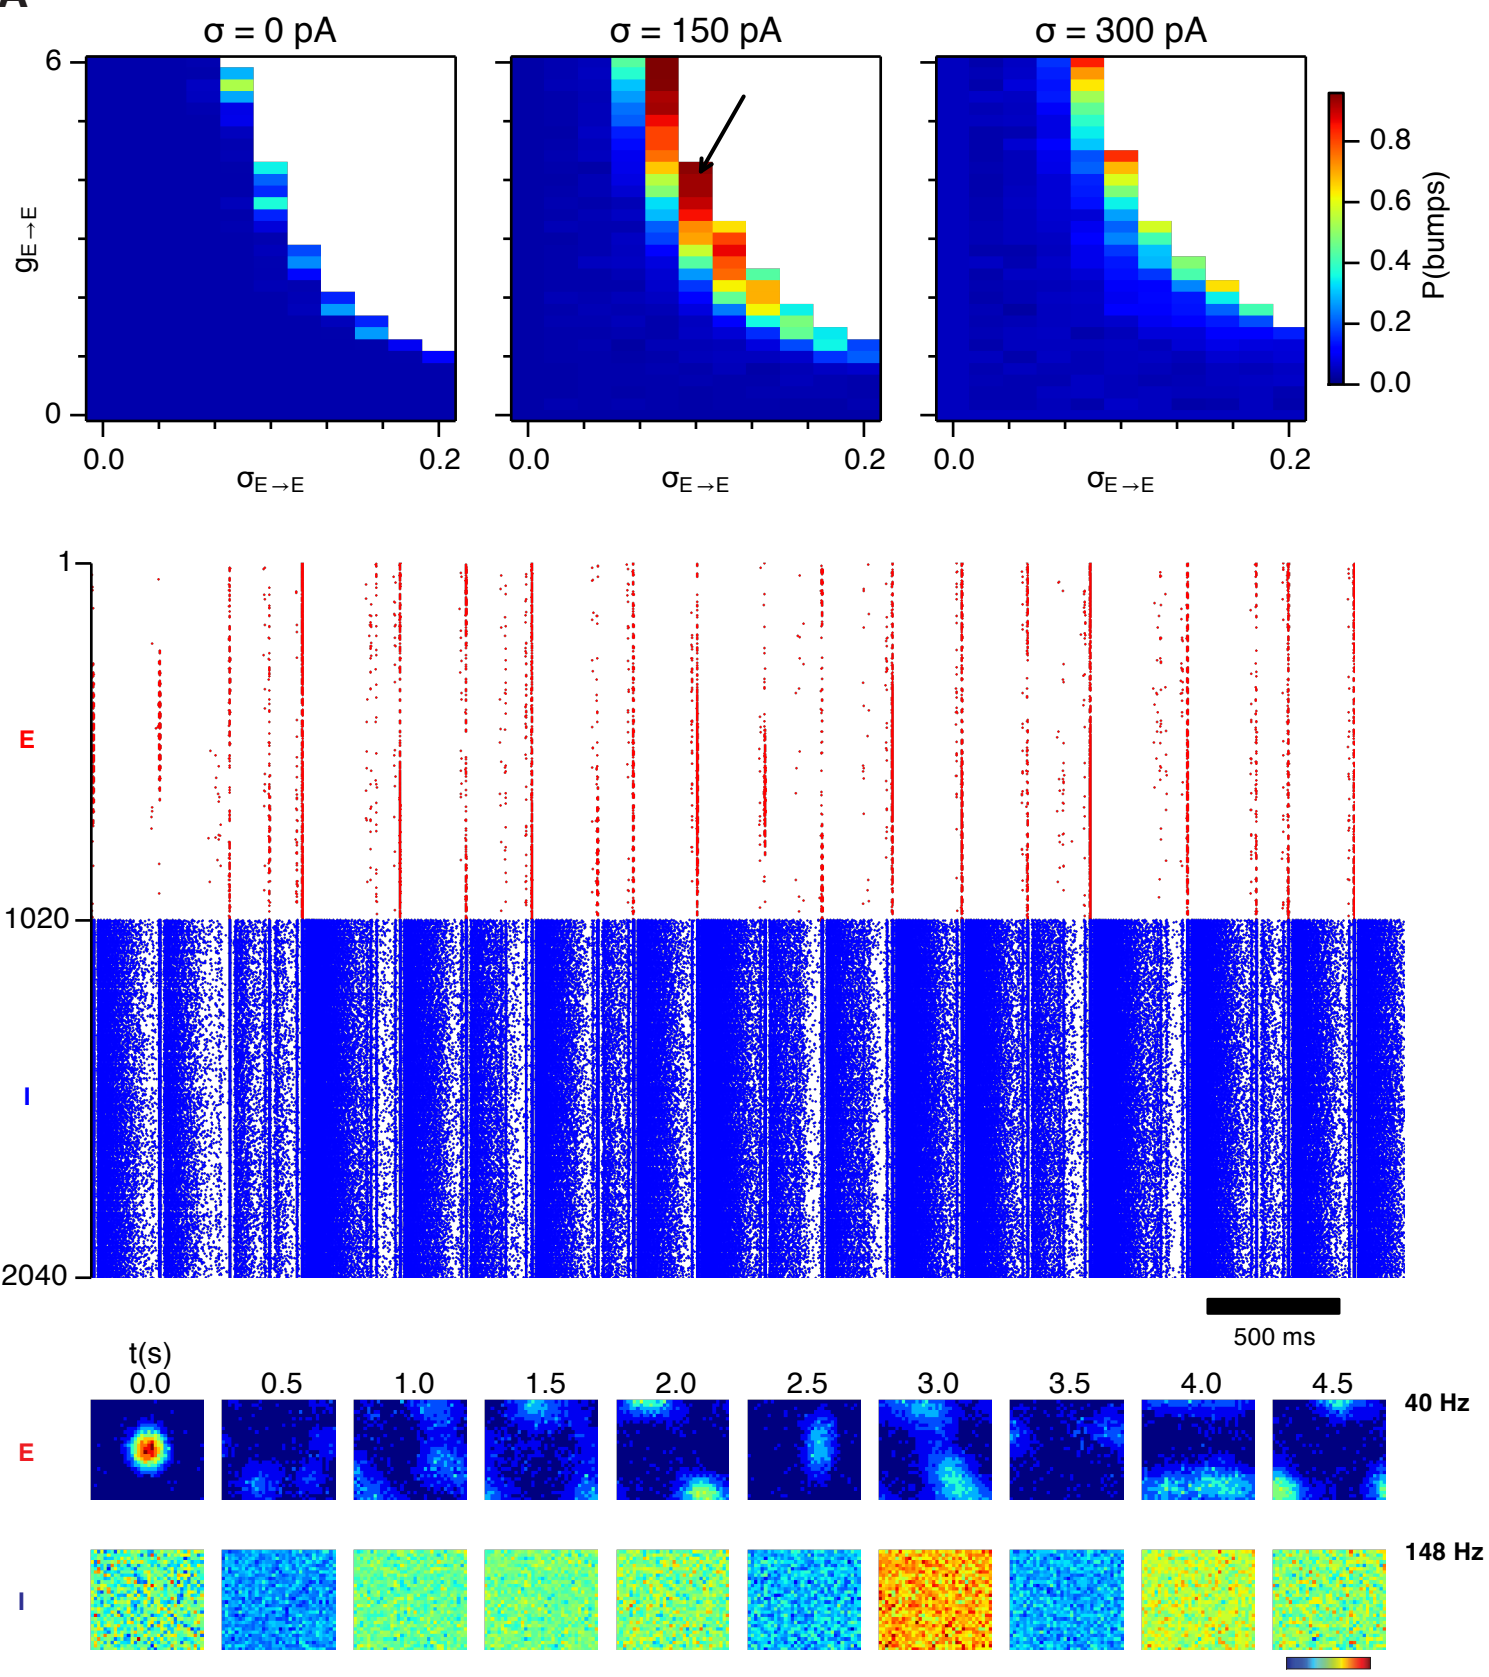 A
σ = 0 pA
σ = 150 pA
σ = 300 pA
6
0
gE→E
0.0
0.2
σE→E
0.0
0.2
σE→E
0.0
0.2
σE→E
0.8
0.6
0.4
0.2
0.0
P(bumps)
1
E
1020
I
2040
500 ms
t(s)
0.0 0.5 1.0 1.5 2.0 2.5 3.0 3.5 4.0 4.5
40 Hz
E
148 Hz
I